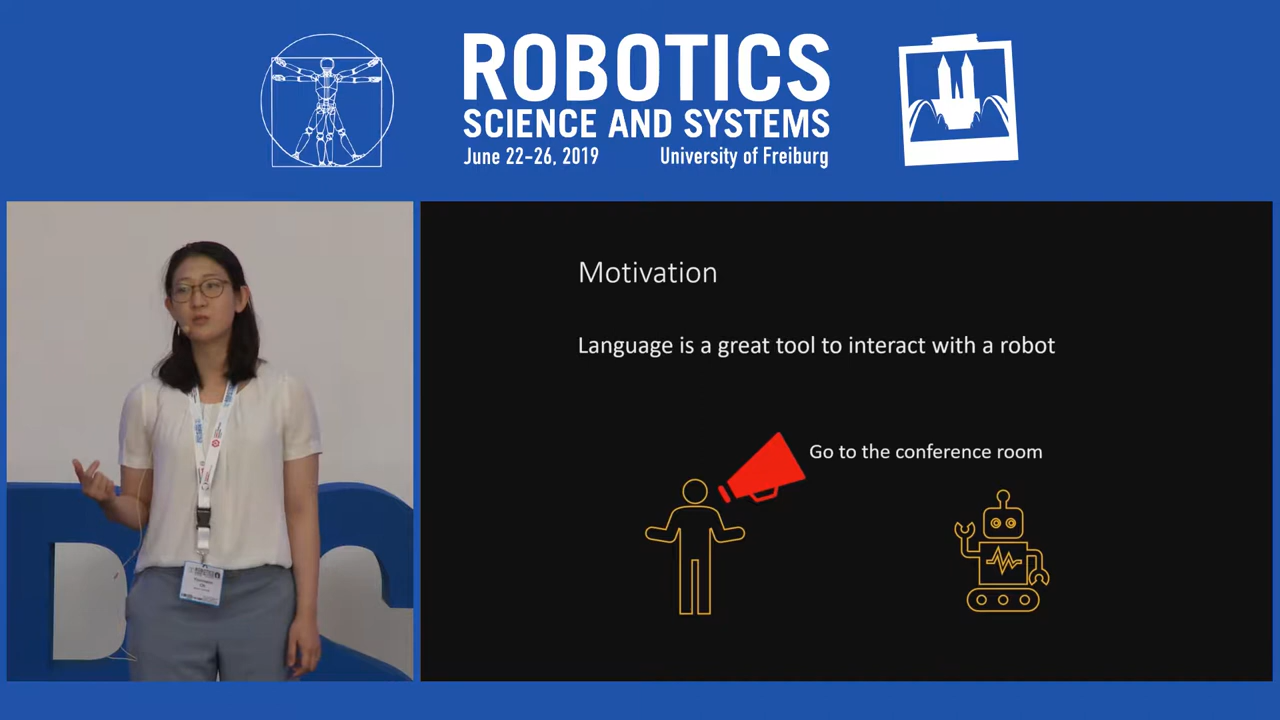 ROBOTICS
SCIENCE AND SYSTEMS
June 22-26, 2019 University of Freiburg
Motivation
Language is a great tool to interact with a robot
Go to the conference room